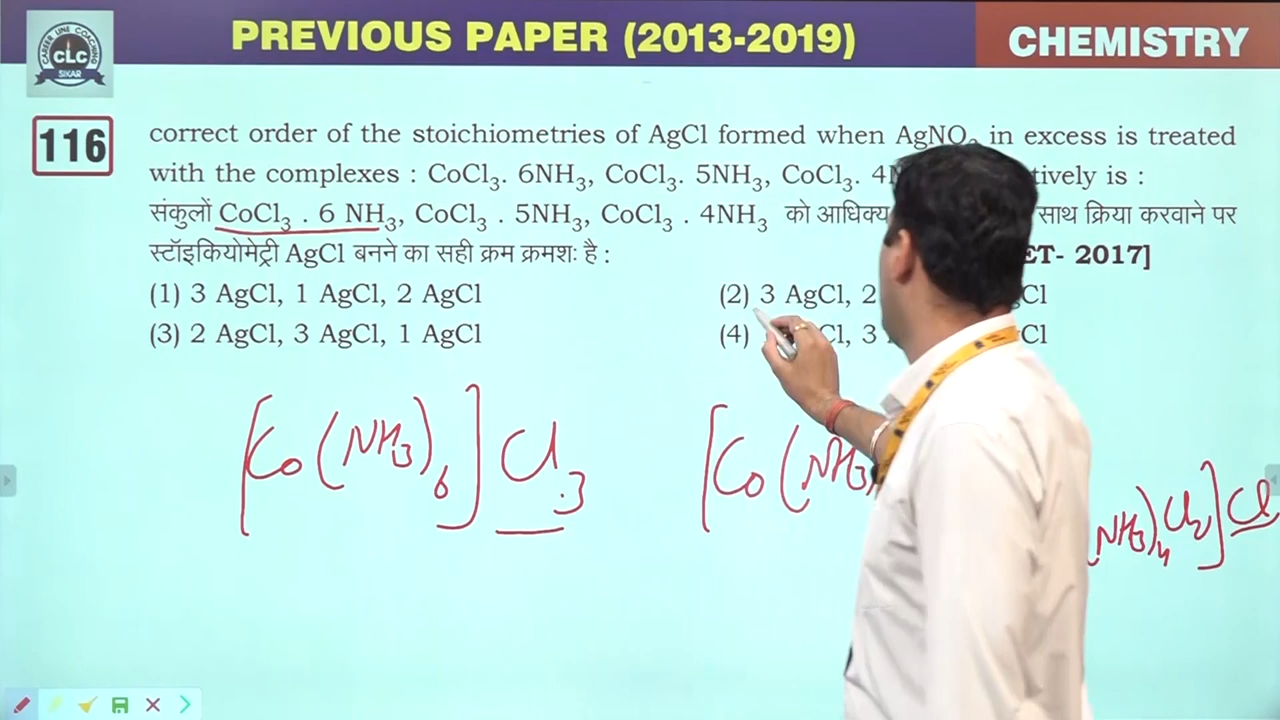 PREVIOUS PAPER (2013-2019)
CHEMISTRY
CAREER LINE COACHING
CLC
SIKAR
116
correct order of the stoichiometries of AgCl formed when AgNO₃ in excess is treated
with the complexes : CoCl₃. 6NH₃, CoCl₃. 5NH₃, CoCl₃. 4N tively is :
संकुलों CoCl₃ . 6 NH₃, CoCl₃ . 5NH₃, CoCl₃ . 4NH₃ को आधिक्य साथ क्रिया करवाने पर
स्टॉइकियोमेट्री AgCl बनने का सही क्रम क्रमशः है : ET- 2017]
(1) 3 AgCl, 1 AgCl, 2 AgCl (2) 3 AgCl, 2 gCl
(3) 2 AgCl, 3 AgCl, 1 AgCl (4) Cl, 3 Cl
[Co(NH₃)₆]Cl₃ [Co(NH₃ NH₃)₄Cl₂]Cl